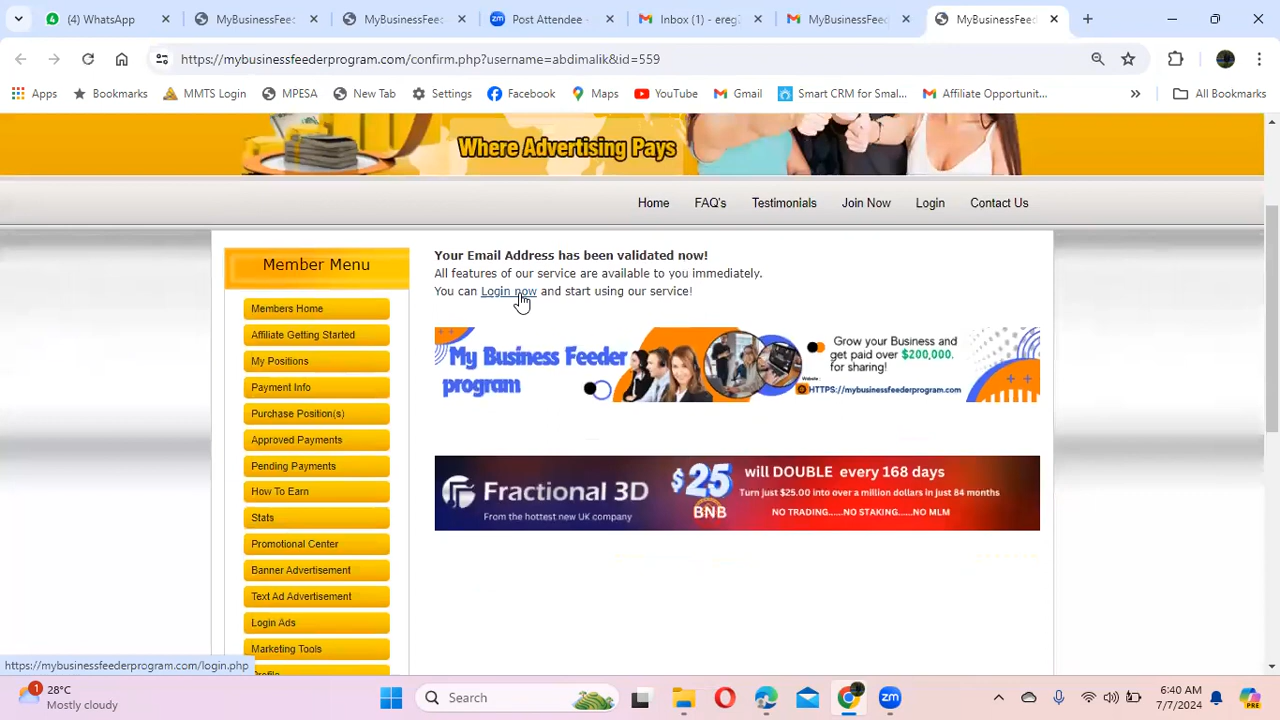 (4) WhatsApp
MyBusinessFee
MyBusinessFee
Post Attendee -
Inbox (1) - ereg
MyBusinessFeed
MyBusinessFeed
https://mybusinessfeederprogram.com/confirm.php?username=abdimalik&id=559
Apps
Bookmarks
MMTS Login
MPESA
New Tab
Settings
Facebook
Maps
YouTube
Gmail
Smart CRM for Smal...
Affiliate Opportunit...
All Bookmarks
Where Advertising Pays
Home
FAQ's
Testimonials
Join Now
Login
Contact Us
Member Menu
Members Home
Affiliate Getting Started
My Positions
Payment Info
Purchase Position(s)
Approved Payments
Pending Payments
How To Earn
Stats
Promotional Center
Banner Advertisement
Text Ad Advertisement
Login Ads
Marketing Tools
Profile
Your Email Address has been validated now!
All features of our service are available to you immediately.
You can Login now and start using our service!
My Business Feeder
program
Grow your Business and
get paid over $200,000.
for sharing!
Website :
HTTPS://mybusinessfeederprogram.com
Fractional 3D
From the hottest new UK company
$25
BNB
will DOUBLE every 168 days
Turn just $25.00 into over a million dollars in just 84 months
NO TRADING......NO STAKING......NO MLM
https://mybusinessfeederprogram.com/login.php
1
28°C
Mostly cloudy
Search
zm
6:40 AM
7/7/2024
PRE